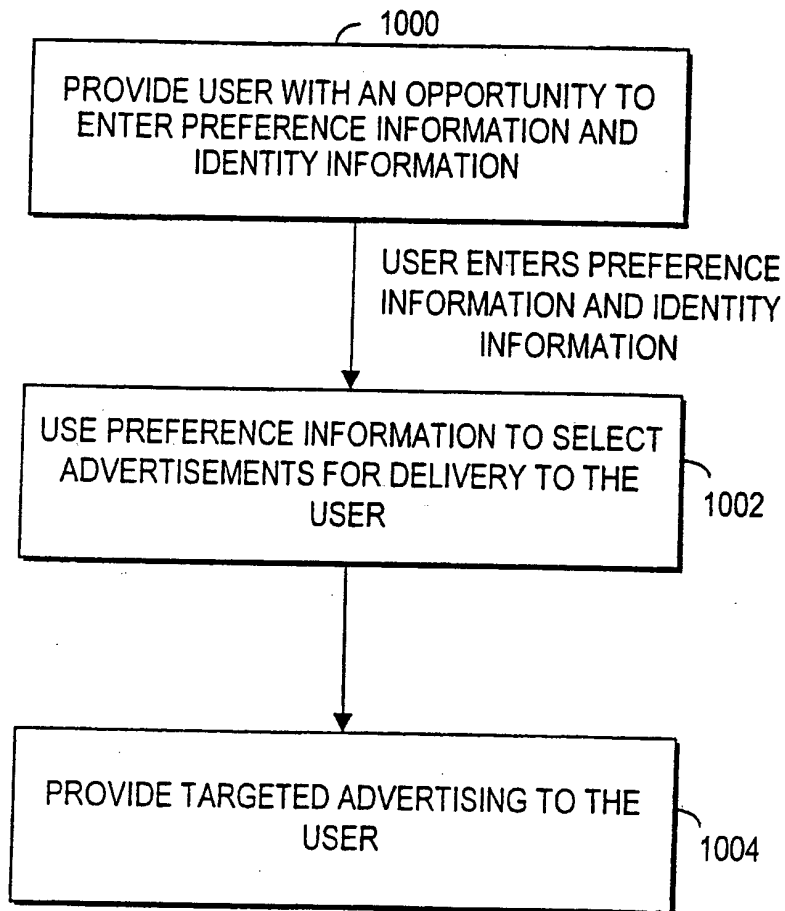 1000
PROVIDE USER WITH AN OPPORTUNITY TO
ENTER PREFERENCE INFORMATION AND
IDENTITY INFORMATION
USER ENTERS PREFERENCE
INFORMATION AND IDENTITY
INFORMATION
USE PREFERENCE INFORMATION TO SELECT
ADVERTISEMENTS FOR DELIVERY TO THE
USER
1002
PROVIDE TARGETED ADVERTISING TO THE
USER
1004